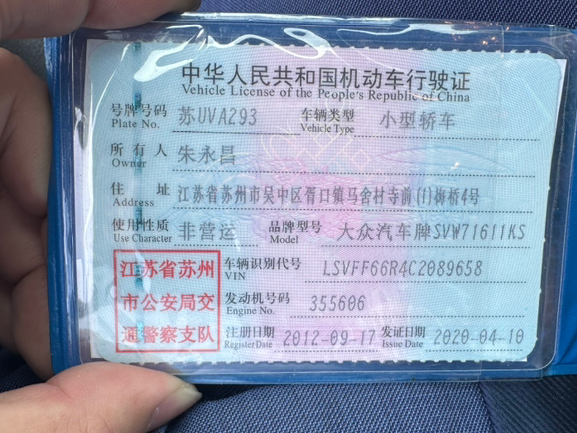 中华人民共和国机动车行驶证
Vehicle License of the People's Republic of China
号牌号码 苏UVA293 车辆类型 小型轿车
Plate No. Vehicle Type
所有人 朱永昌
Owner
住址 江苏省苏州市吴中区胥口镇马舍村寺前(1)梅桥4号
Address
使用性质 非营运 品牌型号 大众汽车牌SVW71611KS
Use Character Model
江苏省苏州
市公安局交
通警察支队
车辆识别代号 LSVFF66R4C2089658
VIN
发动机号码 355606
Engine No.
注册日期 2012-09-17 发证日期 2020-04-10
Register Date Issue Date